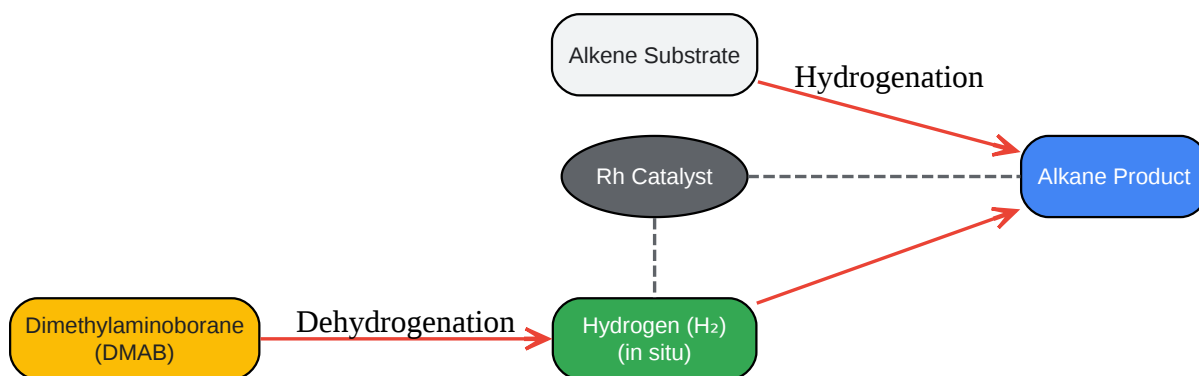 Alkene Substrate
Hydrogenation
Rh Catalyst
Alkane Product
Dimethylaminoborane
(DMAB)
Dehydrogenation
Hydrogen (H₂)
(in situ)